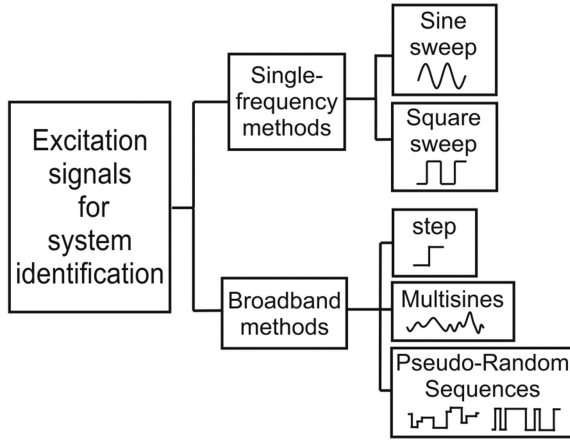 Excitation
signals
for
system
identification
Single-
frequency
methods
Sine
sweep
Square
sweep
Broadband
methods
step
Multisines
Pseudo-Random
Sequences